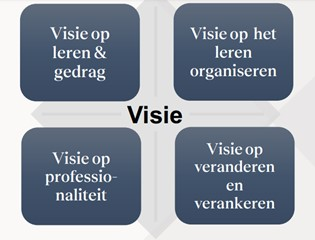 Visie op
leren &
gedrag
Visie op het
leren
organiseren
Visie
Visie op
professio-
naliteit
Visie op
veranderen
en
verankeren